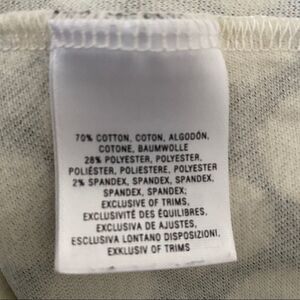 70% COTTON, COTON, ALGODÓN,
COTONE, BAUMWOLLE
28% POLYESTER, POLYESTER,
POLIÉSTER, POLIESTERE, POLYESTER
2% SPANDEX, SPANDEX, SPANDEX,
SPANDEX, SPANDEX;
EXCLUSIVE OF TRIMS,
EXCLUSIVITÉ DES ÉQUILIBRES,
EXCLUSIVA DE AJUSTES,
ESCLUSIVA LONTANO DISPOSIZIONI,
EXKLUSIV OF TRIMS